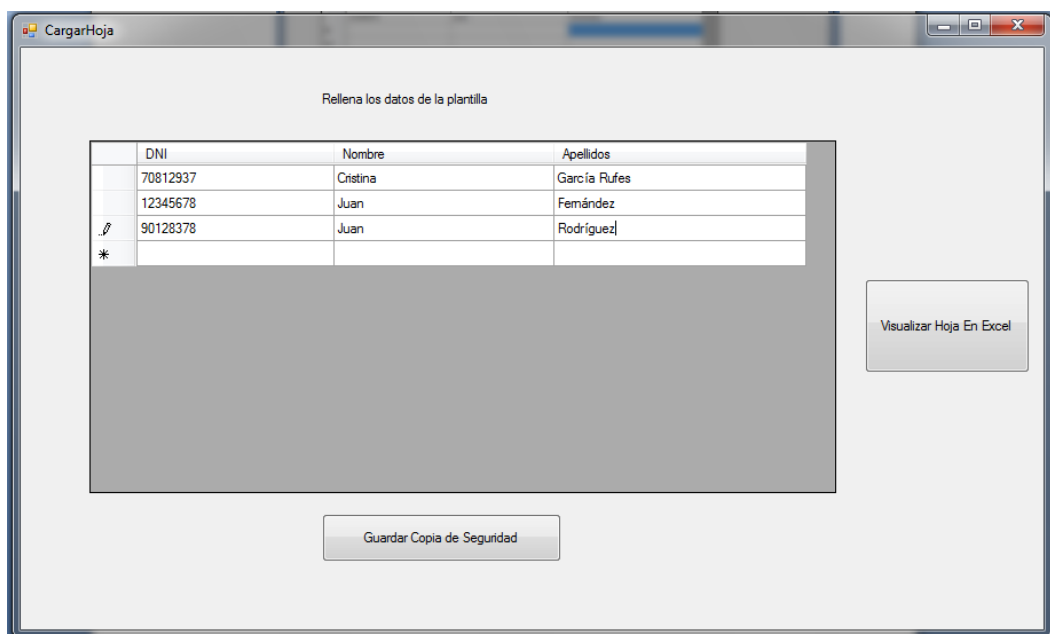 CargarHoja
Rellena los datos de la plantilla
DNI Nombre Apellidos
70812937 Cristina García Rufes
12345678 Juan Fernández
90128378 Juan Rodríguez
Visualizar Hoja En Excel
Guardar Copia de Seguridad